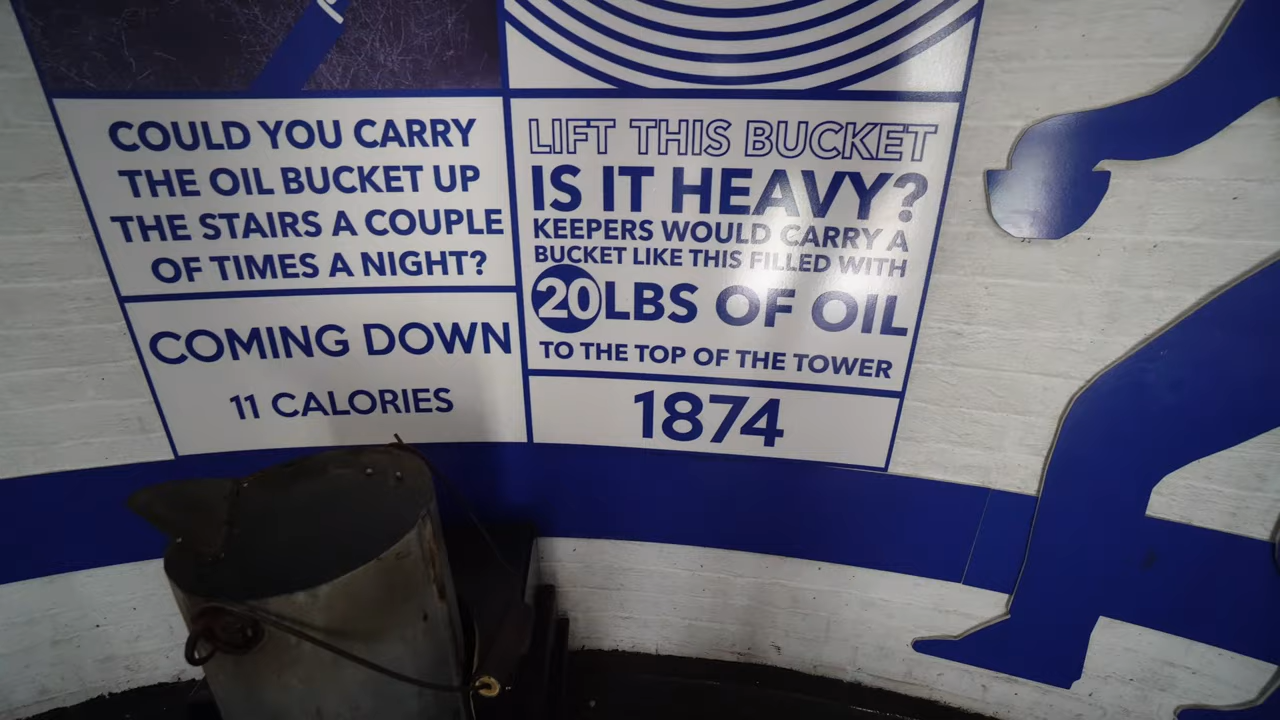 COULD YOU CARRY
THE OIL BUCKET UP
THE STAIRS A COUPLE
OF TIMES A NIGHT?
COMING DOWN
11 CALORIES
LIFT THIS BUCKET
IS IT HEAVY?
KEEPERS WOULD CARRY A
BUCKET LIKE THIS FILLED WITH
20LBS OF OIL
TO THE TOP OF THE TOWER
1874